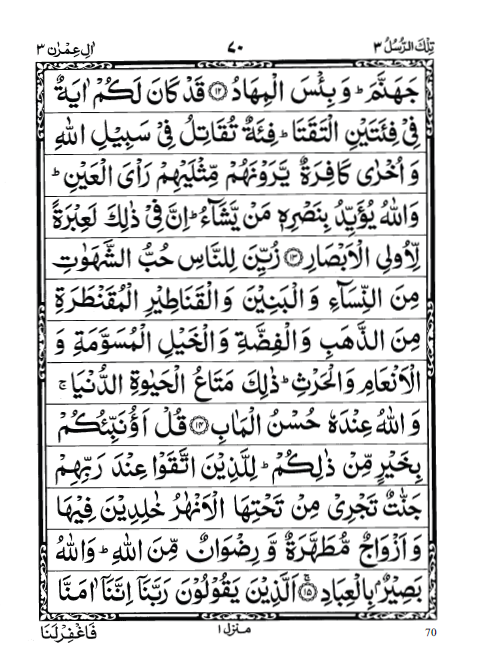 تِلْكَ الرُّسُلُ ٣ ٧٠ اٰلِ عِمْرٰن ٣
جَهَنَّمَ ؕ وَ بِئْسَ الْمِهَادُ ﴿۱۲﴾ قَدْ كَانَ لَكُمْ اٰيَةٌ
فِيْ فِئَتَيْنِ الْتَقَتَا ؕ فِئَةٌ تُقَاتِلُ فِيْ سَبِيْلِ اللّٰهِ
وَ اُخْرٰى كَافِرَةٌ يَّرَوْنَهُمْ مِّثْلَيْهِمْ رَاْيَ الْعَيْنِ ؕ
وَاللّٰهُ يُؤَيِّدُ بِنَصْرِهٖ مَنْ يَّشَآءُ ؕ اِنَّ فِيْ ذٰلِكَ لَعِبْرَةً
لِّاُولِي الْاَبْصَارِ ﴿۱۳﴾ زُيِّنَ لِلنَّاسِ حُبُّ الشَّهَوٰتِ
مِنَ النِّسَآءِ وَ الْبَنِيْنَ وَ الْقَنَاطِيْرِ الْمُقَنْطَرَةِ
مِنَ الذَّهَبِ وَ الْفِضَّةِ وَ الْخَيْلِ الْمُسَوَّمَةِ وَ
الْاَنْعَامِ وَ الْحَرْثِ ؕ ذٰلِكَ مَتَاعُ الْحَيٰوةِ الدُّنْيَا ۚ
وَ اللّٰهُ عِنْدَهٗ حُسْنُ الْمَاٰبِ ﴿۱۴﴾ قُلْ اَؤُنَبِّئُكُمْ
بِخَيْرٍ مِّنْ ذٰلِكُمْ ؕ لِلَّذِيْنَ اتَّقَوْا عِنْدَ رَبِّهِمْ
جَنّٰتٌ تَجْرِيْ مِنْ تَحْتِهَا الْاَنْهٰرُ خٰلِدِيْنَ فِيْهَا
وَ اَزْوَاجٌ مُّطَهَّرَةٌ وَّ رِضْوَانٌ مِّنَ اللّٰهِ ؕ وَاللّٰهُ
بَصِيْرٌۢ بِالْعِبَادِ ﴿۱۵﴾ اَلَّذِيْنَ يَقُوْلُوْنَ رَبَّنَآ اِنَّنَآ اٰمَنَّا
منزل ۱ فَاغْفِرْ لَنَا
70